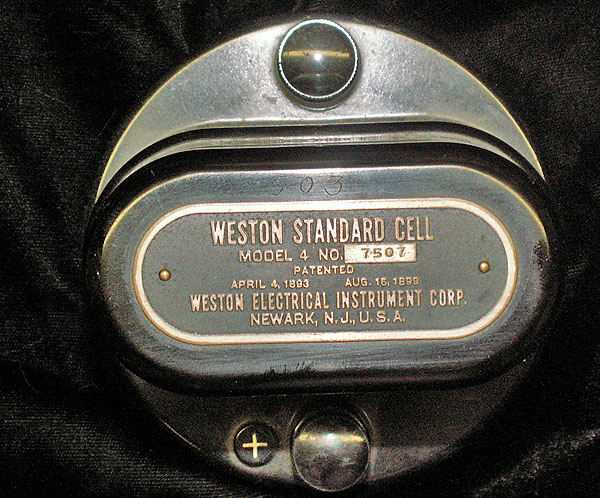 503
WESTON STANDARD CELL
MODEL 4 NO. 7507
PATENTED
APRIL 4, 1893 AUG. 16, 1899
WESTON ELECTRICAL INSTRUMENT CORP.
NEWARK, N.J., U.S.A.
+